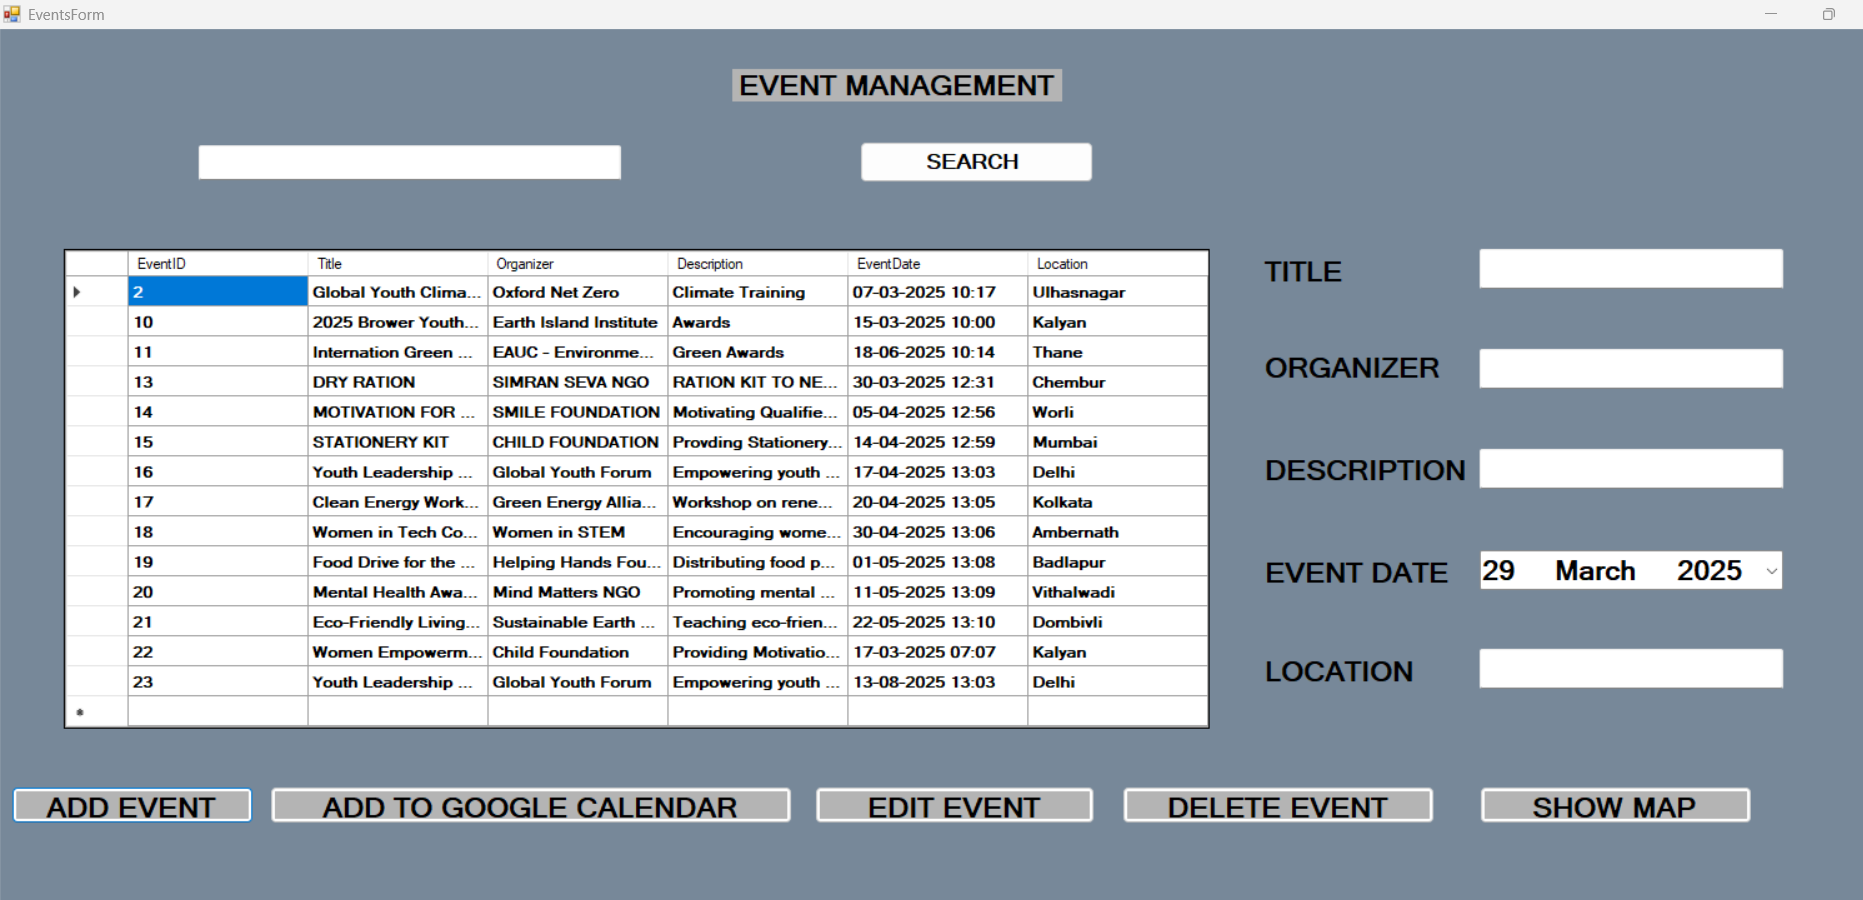 EventsForm
EVENT MANAGEMENT
SEARCH
EventID Title Organizer Description EventDate Location
2 Global Youth Clima... Oxford Net Zero Climate Training 07-03-2025 10:17 Ulhasnagar
10 2025 Brower Youth... Earth Island Institute Awards 15-03-2025 10:00 Kalyan
11 Internation Green ... EAUC - Environme... Green Awards 18-06-2025 10:14 Thane
13 DRY RATION SIMRAN SEVA NGO RATION KIT TO NE... 30-03-2025 12:31 Chembur
14 MOTIVATION FOR ... SMILE FOUNDATION Motivating Qualifie... 05-04-2025 12:56 Worli
15 STATIONERY KIT CHILD FOUNDATION Provding Stationery... 14-04-2025 12:59 Mumbai
16 Youth Leadership ... Global Youth Forum Empowering youth ... 17-04-2025 13:03 Delhi
17 Clean Energy Work... Green Energy Allia... Workshop on rene... 20-04-2025 13:05 Kolkata
18 Women in Tech Co... Women in STEM Encouraging wome... 30-04-2025 13:06 Ambernath
19 Food Drive for the ... Helping Hands Fou... Distributing food p... 01-05-2025 13:08 Badlapur
20 Mental Health Awa... Mind Matters NGO Promoting mental ... 11-05-2025 13:09 Vithalwadi
21 Eco-Friendly Living... Sustainable Earth ... Teaching eco-frien... 22-05-2025 13:10 Dombivli
22 Women Empowerm... Child Foundation Providing Motivatio... 17-03-2025 07:07 Kalyan
23 Youth Leadership ... Global Youth Forum Empowering youth ... 13-08-2025 13:03 Delhi
TITLE
ORGANIZER
DESCRIPTION
EVENT DATE 29 March 2025
LOCATION
ADD EVENT ADD TO GOOGLE CALENDAR EDIT EVENT DELETE EVENT SHOW MAP